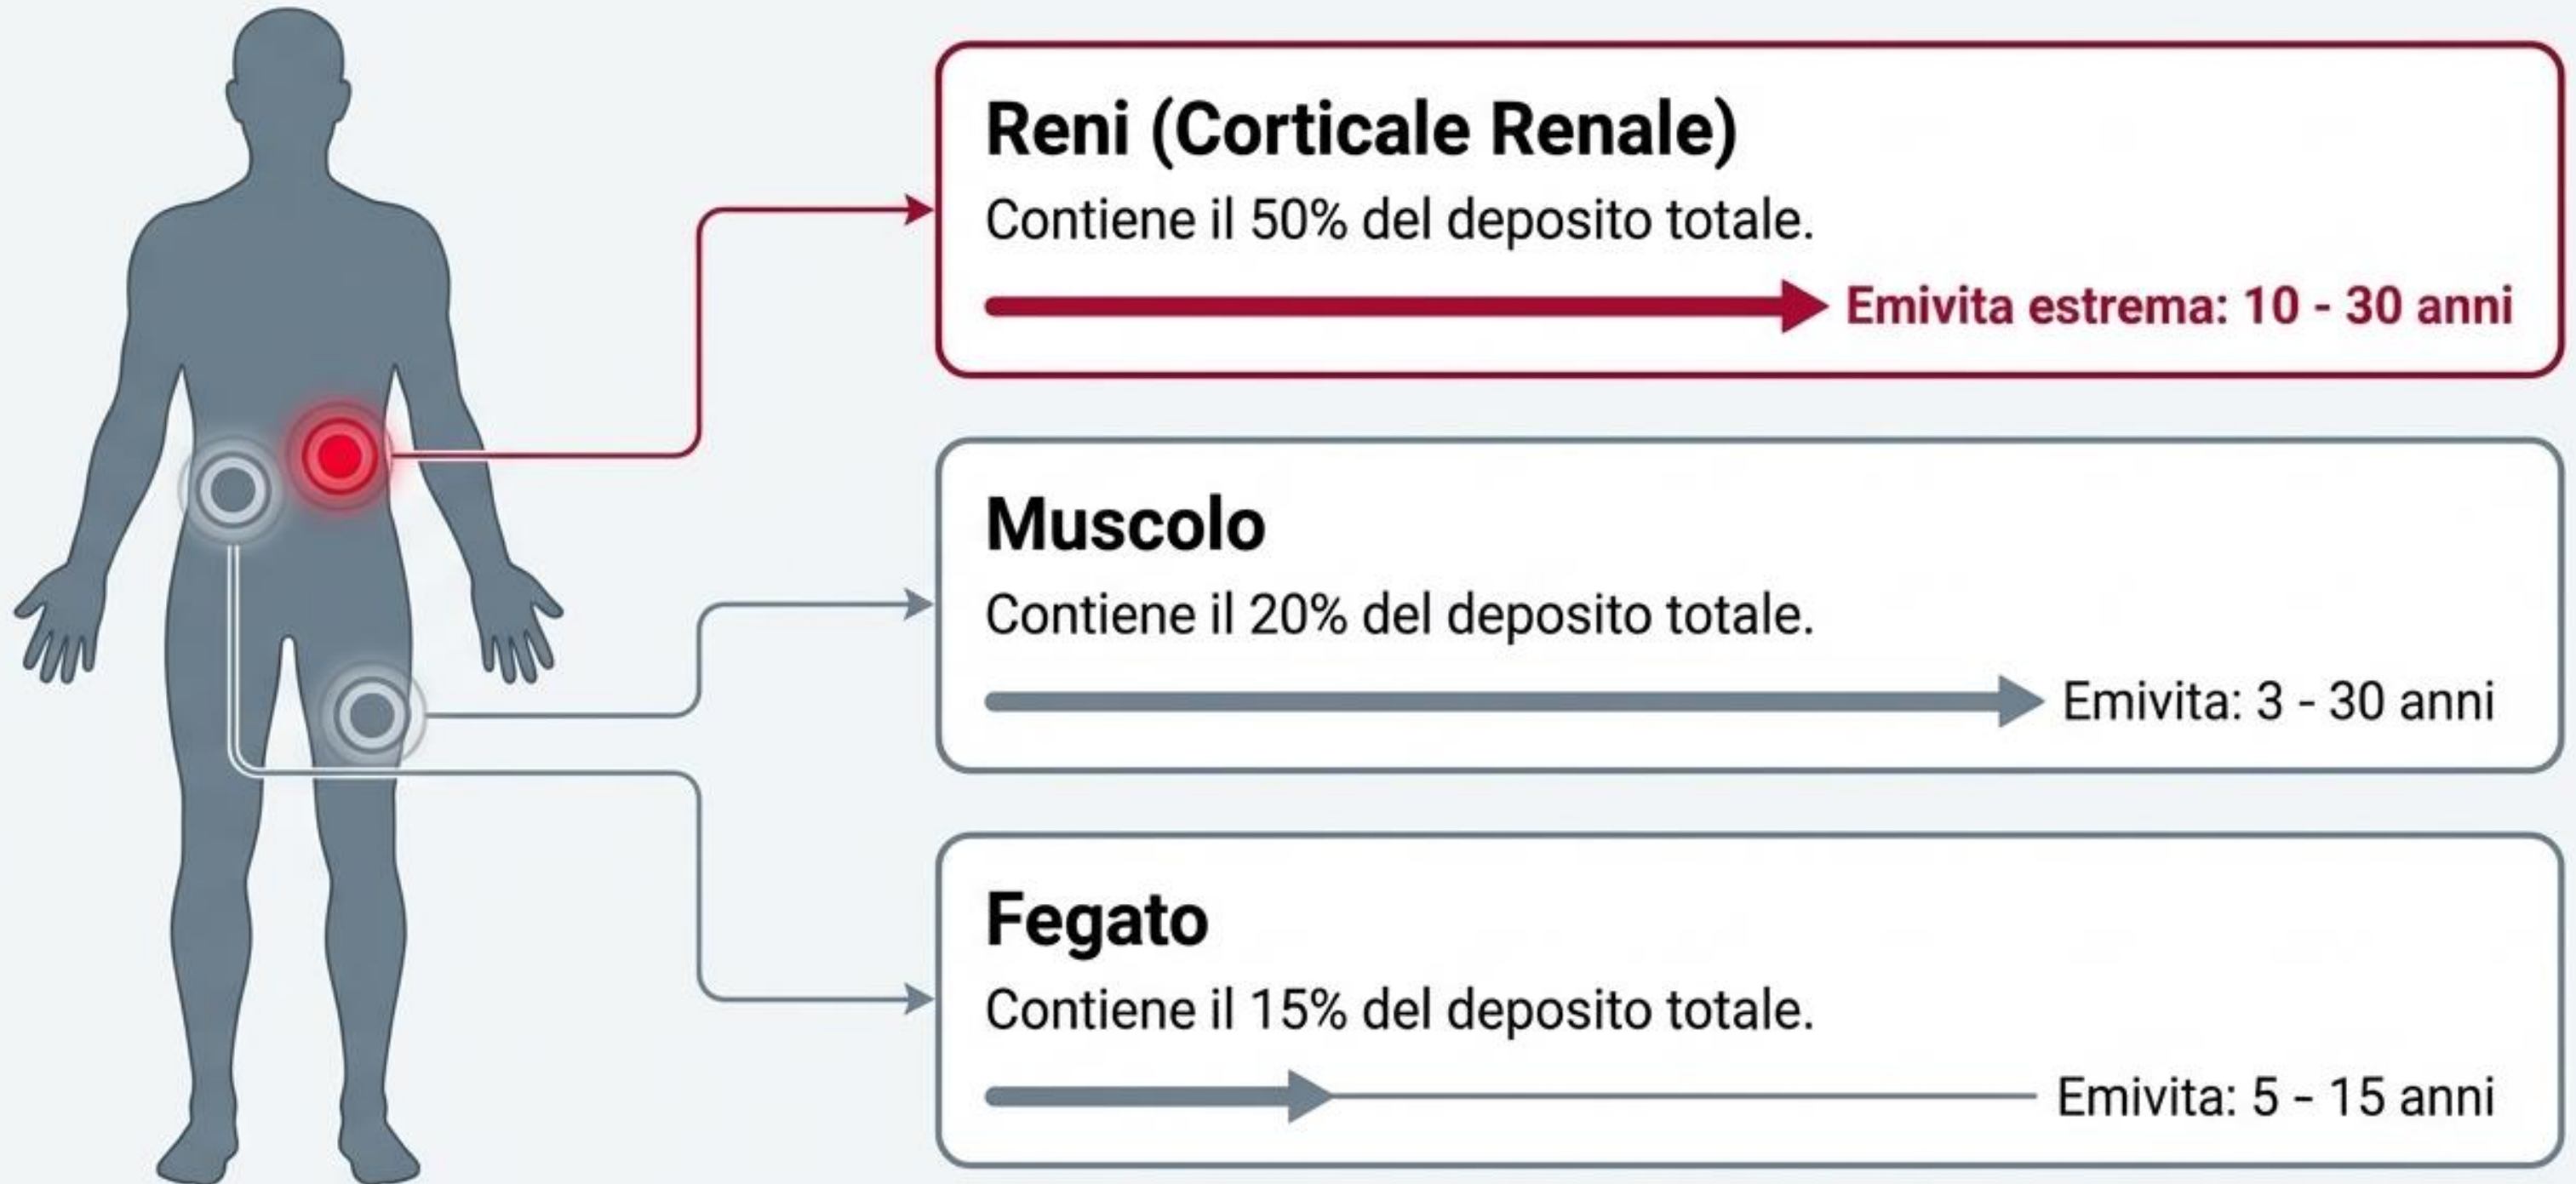 Reni (Corticale Renale)
Contiene il 50% del deposito totale.
Emivita estrema: 10 - 30 anni
Muscolo
Contiene il 20% del deposito totale.
Emivita: 3 - 30 anni
Fegato
Contiene il 15% del deposito totale.
Emivita: 5 - 15 anni